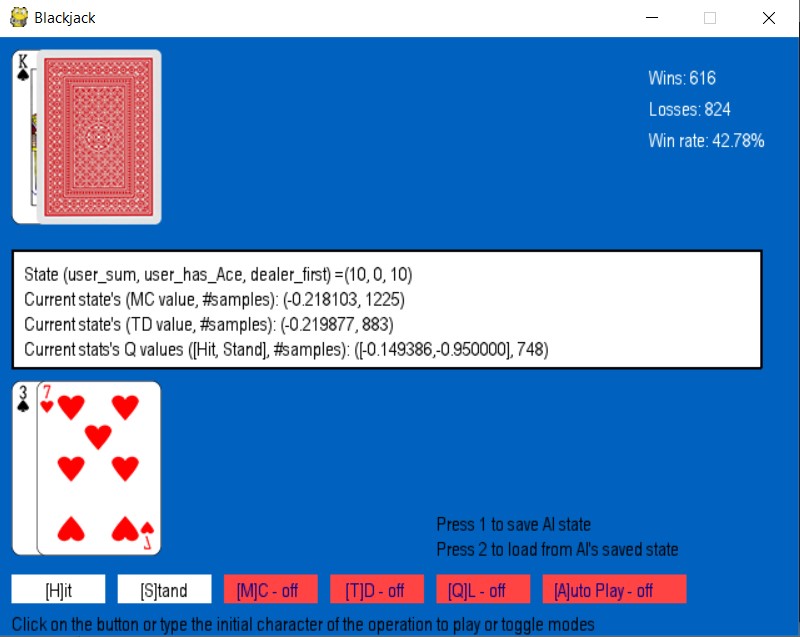 Blackjack
K
Wins: 616
Losses: 824
Win rate: 42.78%
State (user_sum, user_has_Ace, dealer_first) =(10, 0, 10)
Current state's (MC value, #samples): (-0.218103, 1225)
Current state's (TD value, #samples): (-0.219877, 883)
Current stats's Q values ([Hit, Stand], #samples): ([-0.149386,-0.950000], 748)
3 7
7
Press 1 to save AI state
Press 2 to load from AI's saved state
[H]it [S]tand [M]C - off [T]D - off [Q]L - off [A]uto Play - off
Click on the button or type the initial character of the operation to play or toggle modes